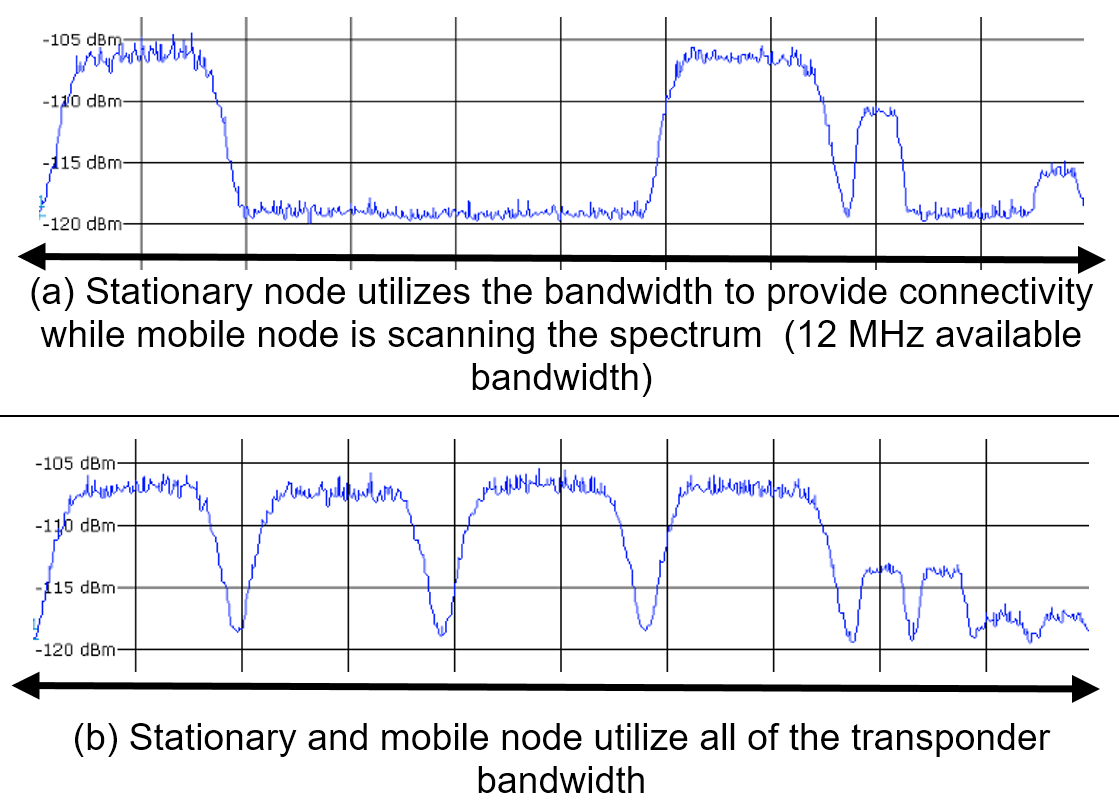 -105 dBm
-110 dBm
-115 dBm
-120 dBm
(a) Stationary node utilizes the bandwidth to provide connectivity
while mobile node is scanning the spectrum (12 MHz available
bandwidth)
-105 dBm
-110 dBm
-115 dBm
-120 dBm
(b) Stationary and mobile node utilize all of the transponder
bandwidth